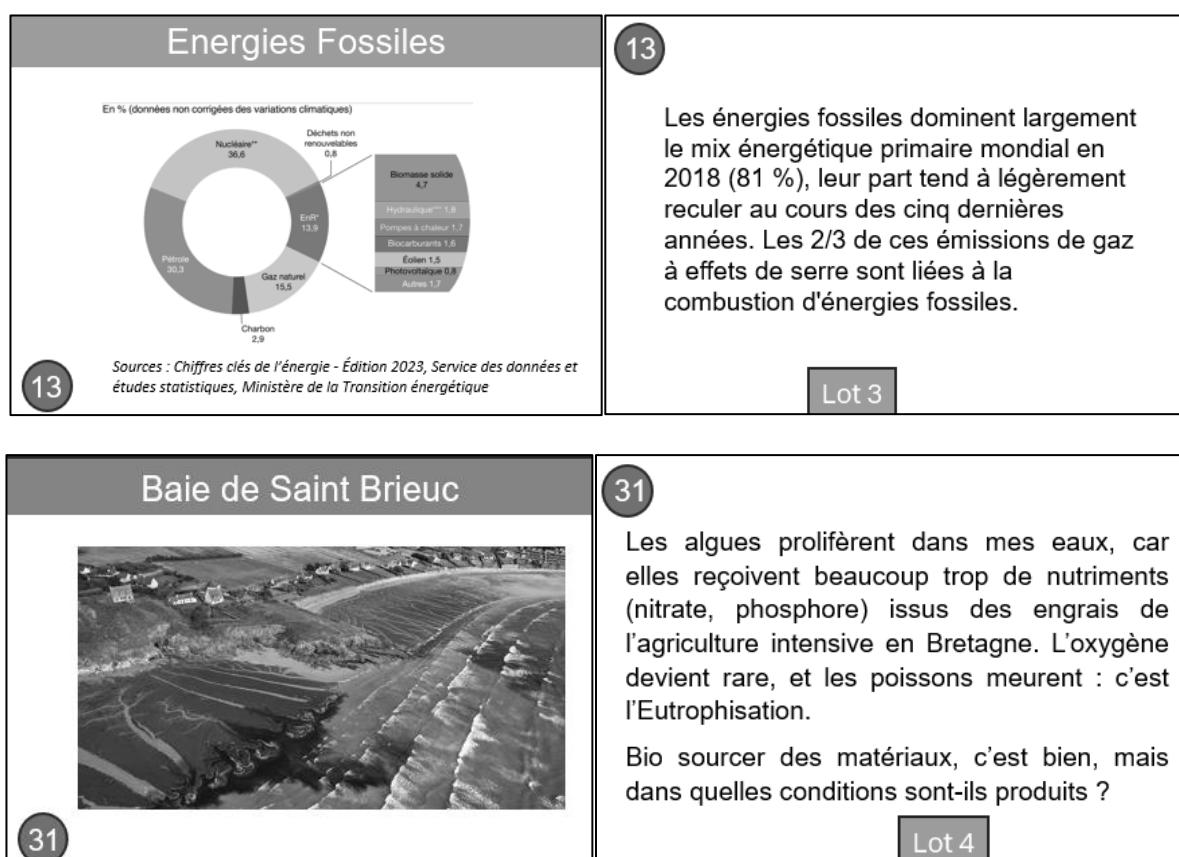 Energies Fossiles
En % (données non corrigées des variations climatiques)
Nucléaire**
36,6
Déchets non
renouvelables
0,8
EnR*
13,9
Gaz naturel
15,5
Charbon
2,9
Pétrole
30,3
Biomasse solide
4,7
Hydraulique*** 1,8
Pompes à chaleur 1,7
Biocarburants 1,6
Éolien 1,5
Photovoltaïque 0,8
Autres 1,7
Sources : Chiffres clés de l'énergie - Édition 2023, Service des données et
études statistiques, Ministère de la Transition énergétique
13
13
Les énergies fossiles dominent largement
le mix énergétique primaire mondial en
2018 (81 %), leur part tend à légèrement
reculer au cours des cinq dernières
années. Les 2/3 de ces émissions de gaz
à effets de serre sont liées à la
combustion d'énergies fossiles.
Lot 3
Baie de Saint Brieuc
31
31
Les algues prolifèrent dans mes eaux, car
elles reçoivent beaucoup trop de nutriments
(nitrate, phosphore) issus des engrais de
l'agriculture intensive en Bretagne. L'oxygène
devient rare, et les poissons meurent : c'est
l'Eutrophisation.
Bio sourcer des matériaux, c'est bien, mais
dans quelles conditions sont-ils produits ?
Lot 4